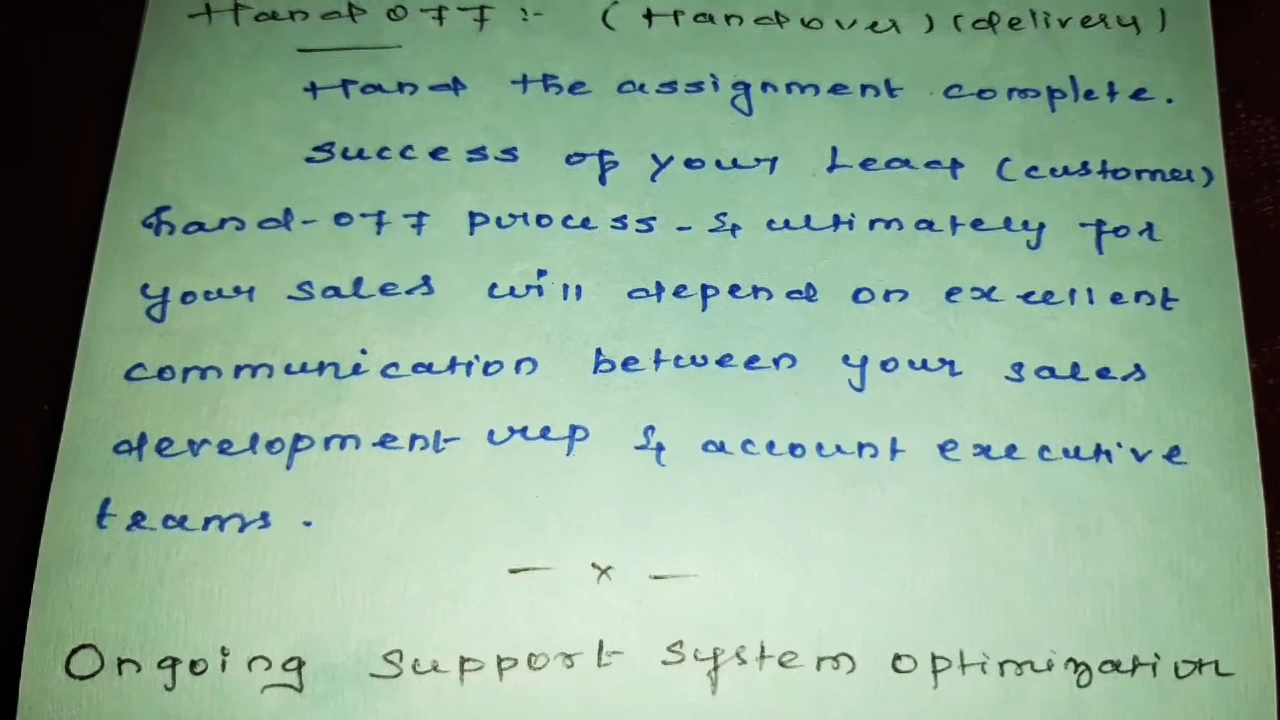 Hand off :- (Handover) (delivery)
Hand the assignment complete.
Success of your Lead (customer)
hand-off process - & ultimately for
your sales will depend on excellent
communication between your sales
development rep & account executive
teams.
— x —
Ongoing Support System optimization